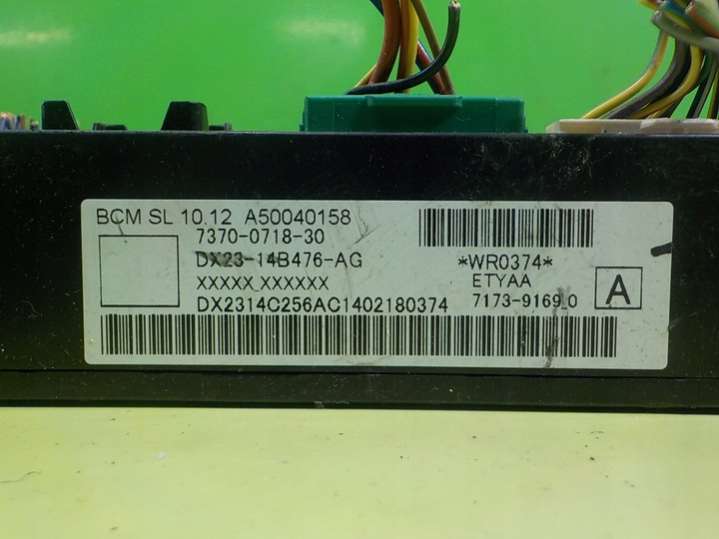 BCM SL 10.12 A50040158
7370-0718-30
DX23-14B476-AG
XXXXX XXXXXX
DX2314C256AC1402180374
*WR0374*
ETYAA
7173-9169.0
A